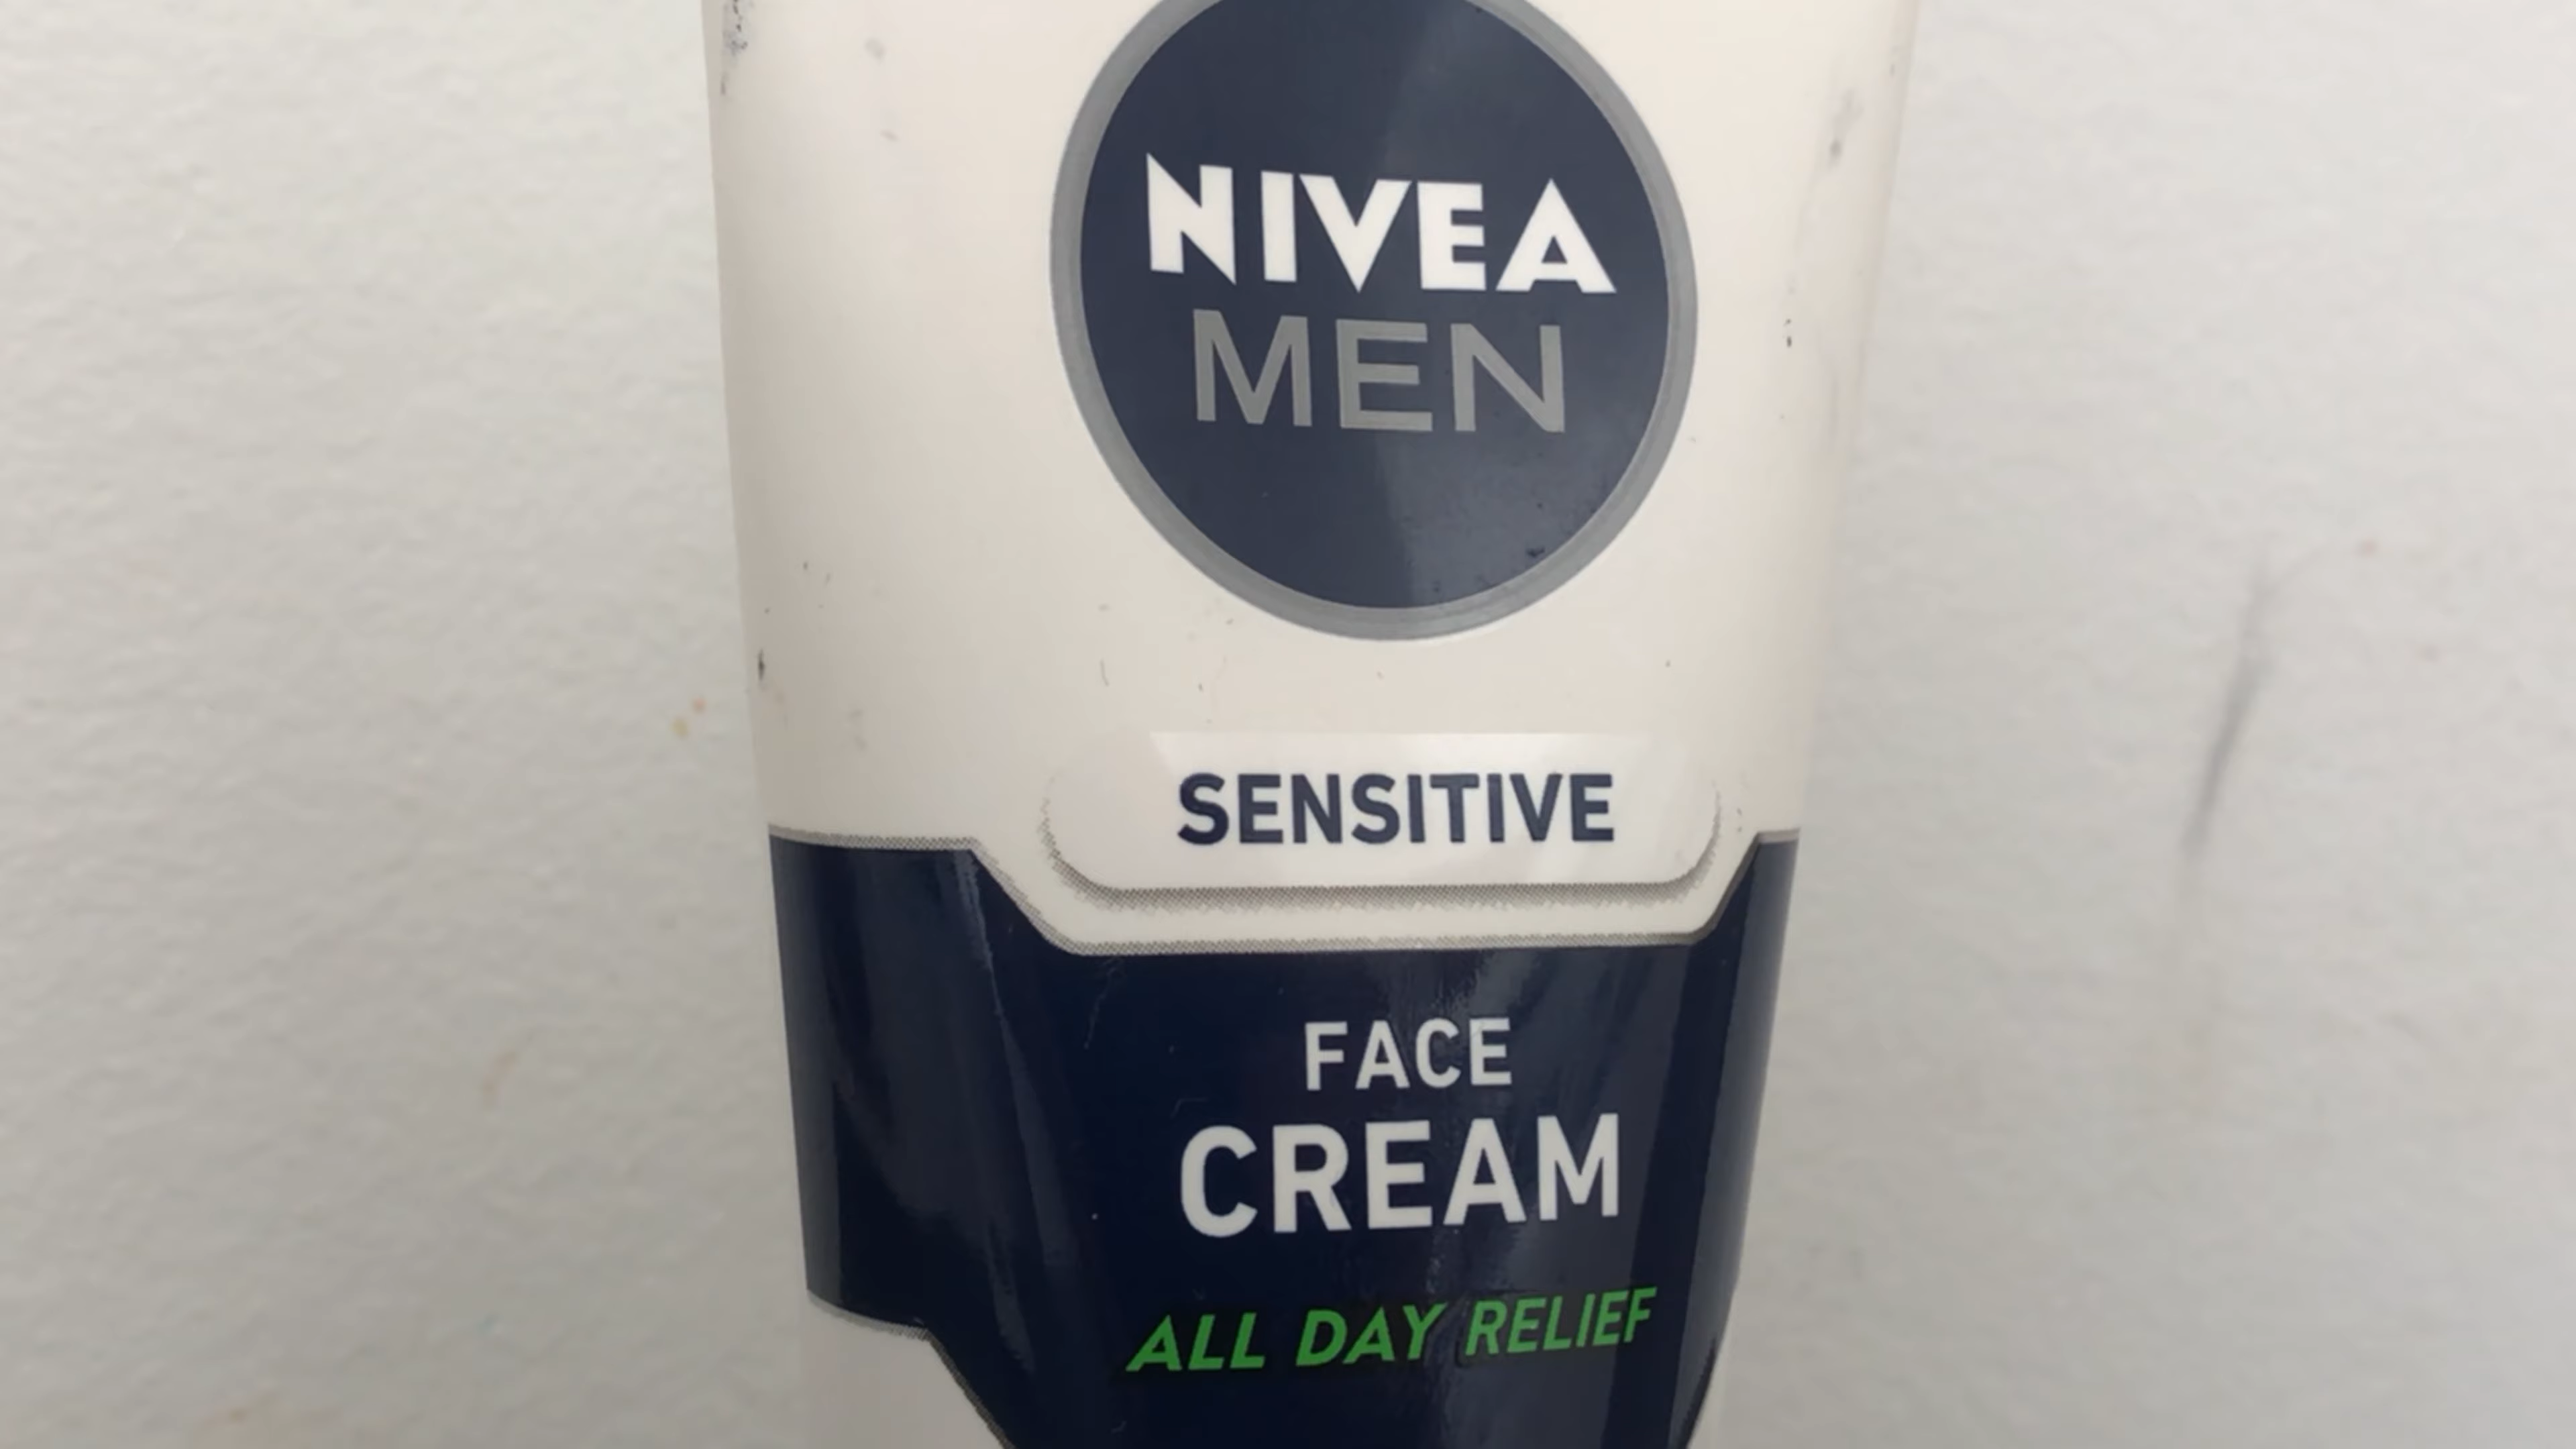 NIVEA
MEN
SENSITIVE
FACE
CREAM
ALL DAY RELIEF